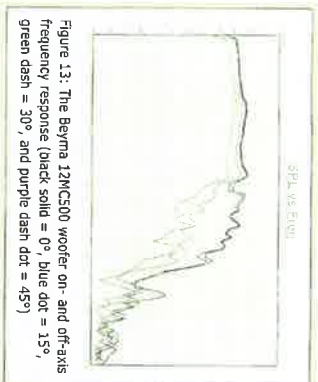 SPL vs Freq
Figure 13: The Beyma 12MC500 woofer on- and off-axis
frequency response (black solid = 0°, blue dot = 15°,
green dash = 30°, and purple dash dot = 45°)